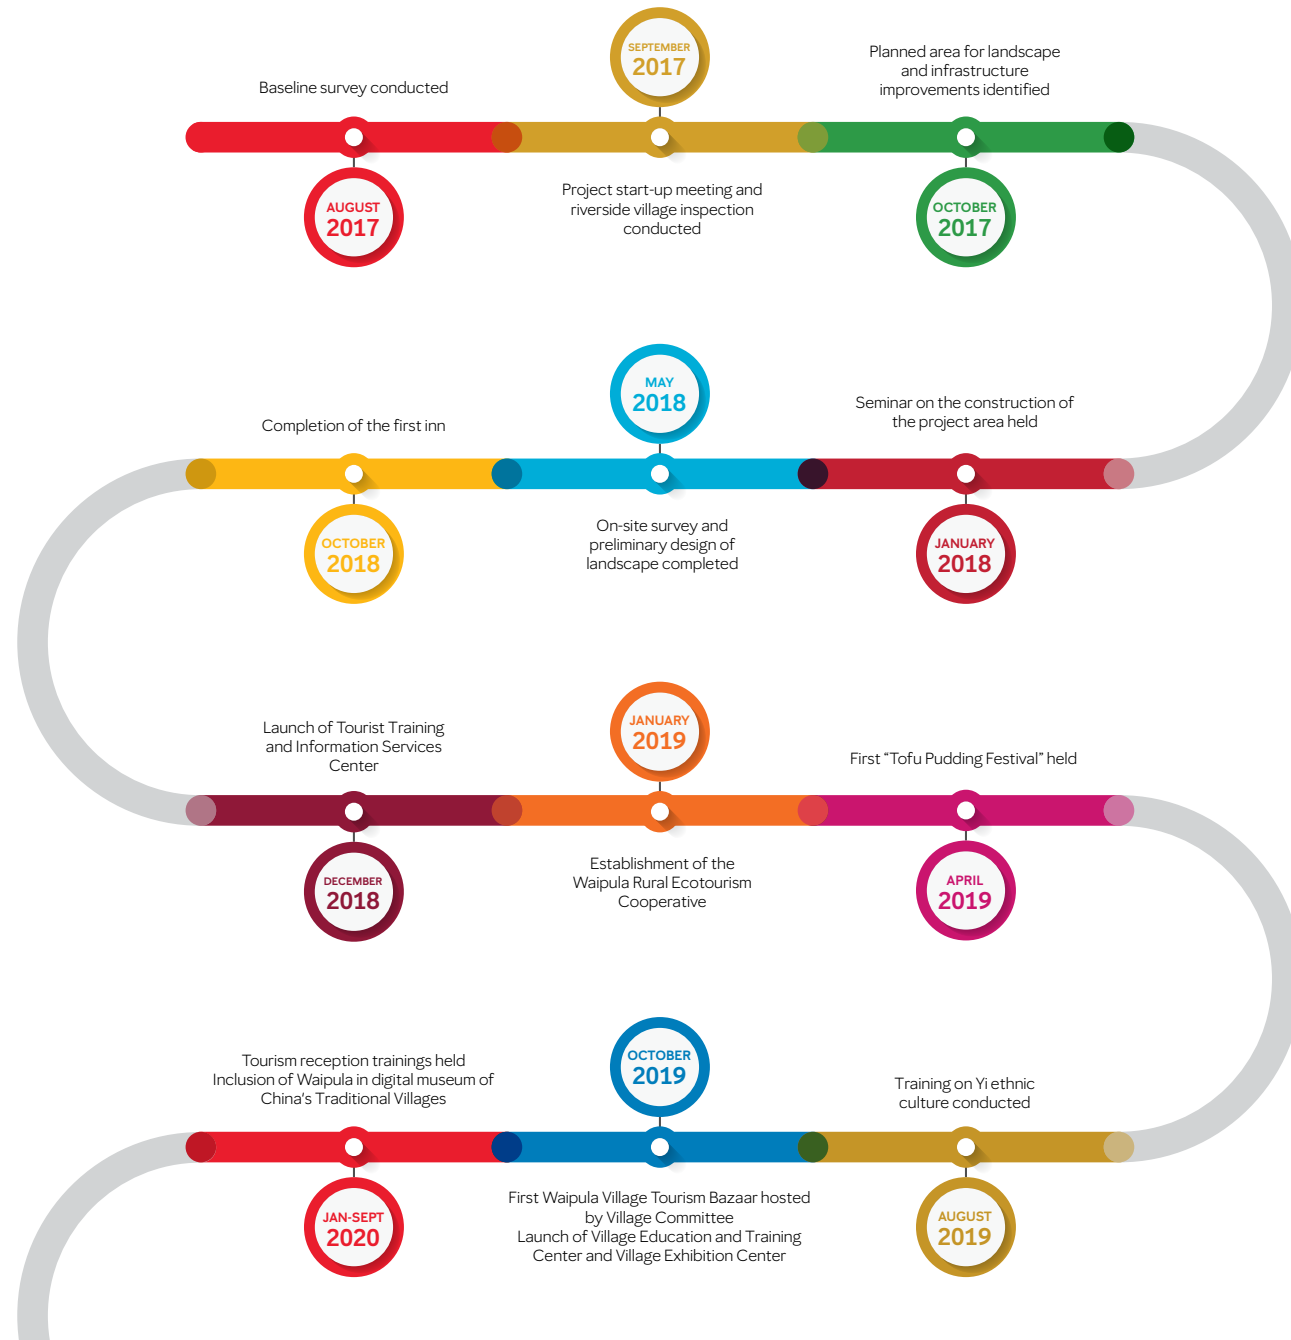 Baseline survey conducted
AUGUST
2017
SEPTEMBER
2017
Project start-up meeting and
riverside village inspection
conducted
Planned area for landscape
and infrastructure
improvements identified
OCTOBER
2017
Seminar on the construction of
the project area held
JANUARY
2018
MAY
2018
On-site survey and
preliminary design of
landscape completed
Completion of the first inn
OCTOBER
2018
Launch of Tourist Training
and Information Services
Center
DECEMBER
2018
JANUARY
2019
Establishment of the
Waipula Rural Ecotourism
Cooperative
First “Tofu Pudding Festival” held
APRIL
2019
Training on Yi ethnic
culture conducted
AUGUST
2019
OCTOBER
2019
First Waipula Village Tourism Bazaar hosted
by Village Committee
Launch of Village Education and Training
Center and Village Exhibition Center
Tourism reception trainings held
Inclusion of Waipula in digital museum of
China’s Traditional Villages
JAN-SEPT
2020